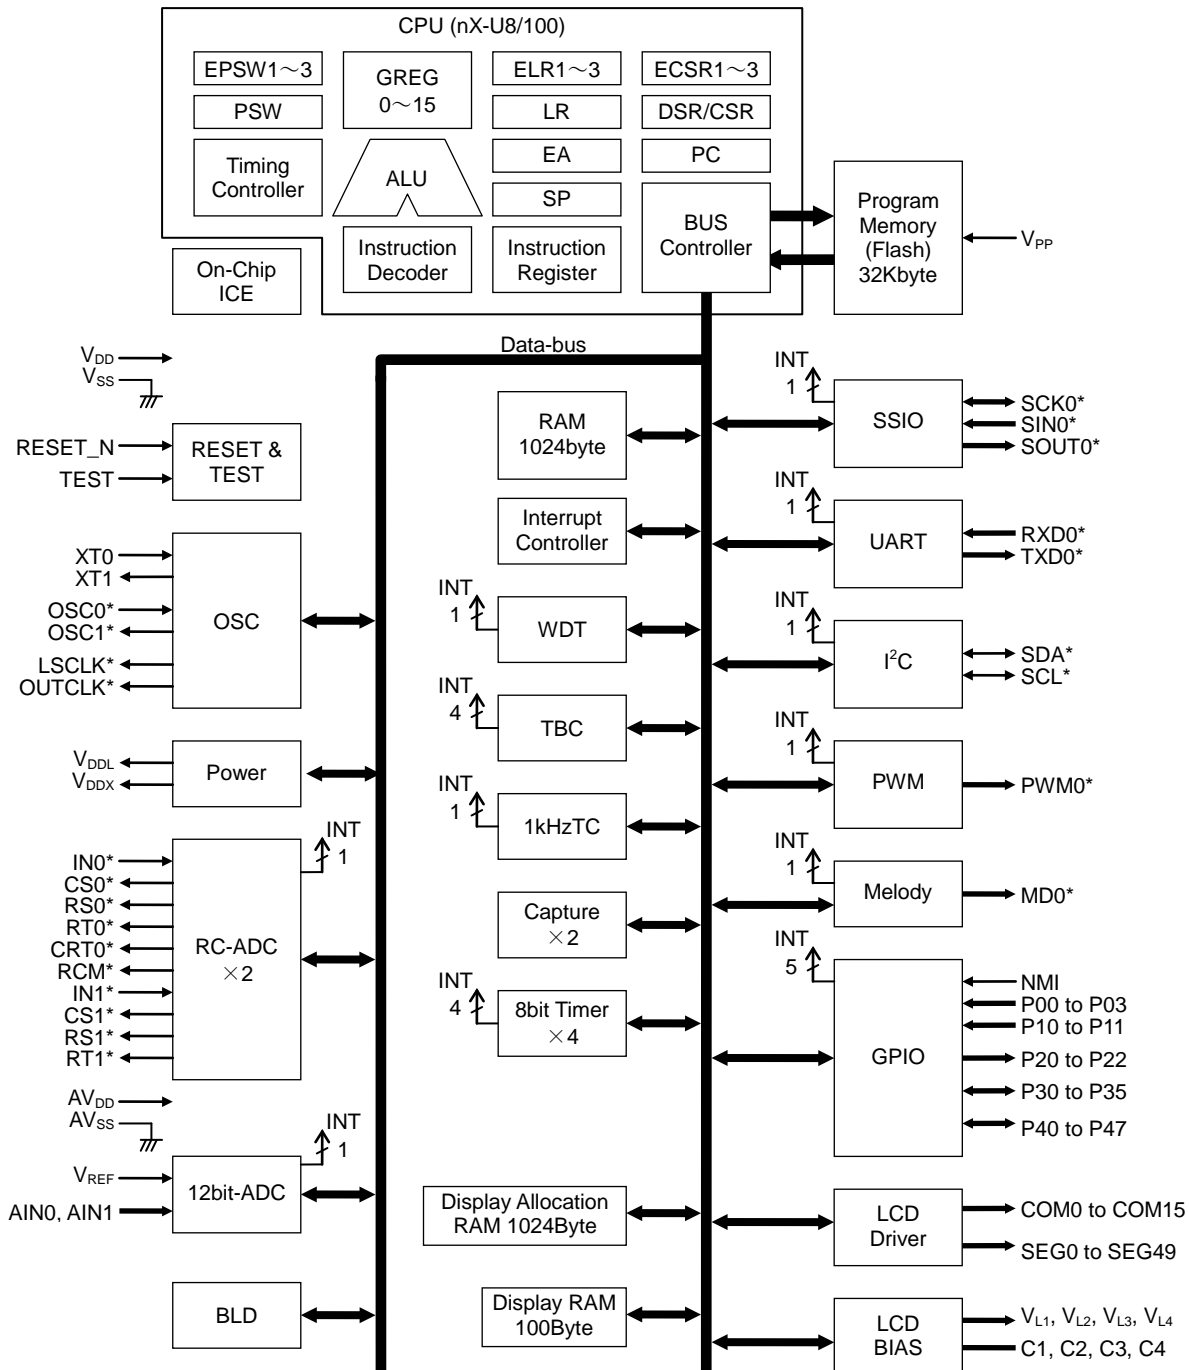 CPU (nX-U8/100)
EPSW1～3
GREG
0～15
ELR1～3
ECSR1～3
PSW
LR
DSR/CSR
Timing
Controller
ALU
EA
PC
SP
BUS
Controller
Program
Memory
(Flash)
32Kbyte
VPP
Instruction
Decoder
Instruction
Register
On-Chip
ICE
Data-bus
VDD
VSS
RESET_N
TEST
RESET &
TEST
XT0
XT1
OSC0*
OSC1*
LSCLK*
OUTCLK*
OSC
VDDL
VDDX
Power
IN0*
CS0*
RS0*
RT0*
CRT0*
RCM*
IN1*
CS1*
RS1*
RT1*
RC-ADC
×2
INT
1
AVDD
AVSS
VREF
AIN0, AIN1
12bit-ADC
INT
1
BLD
RAM
1024byte
Interrupt
Controller
INT
1
WDT
INT
4
TBC
INT
1
1kHzTC
Capture
×2
INT
4
8bit Timer
×4
Display Allocation
RAM 1024Byte
Display RAM
100Byte
INT
1
SSIO
SCK0*
SIN0*
SOUT0*
INT
1
UART
RXD0*
TXD0*
INT
1
I²C
SDA*
SCL*
INT
1
PWM
PWM0*
INT
1
Melody
MD0*
INT
5
GPIO
NMI
P00 to P03
P10 to P11
P20 to P22
P30 to P35
P40 to P47
LCD
Driver
COM0 to COM15
SEG0 to SEG49
LCD
BIAS
VL1, VL2, VL3, VL4
C1, C2, C3, C4